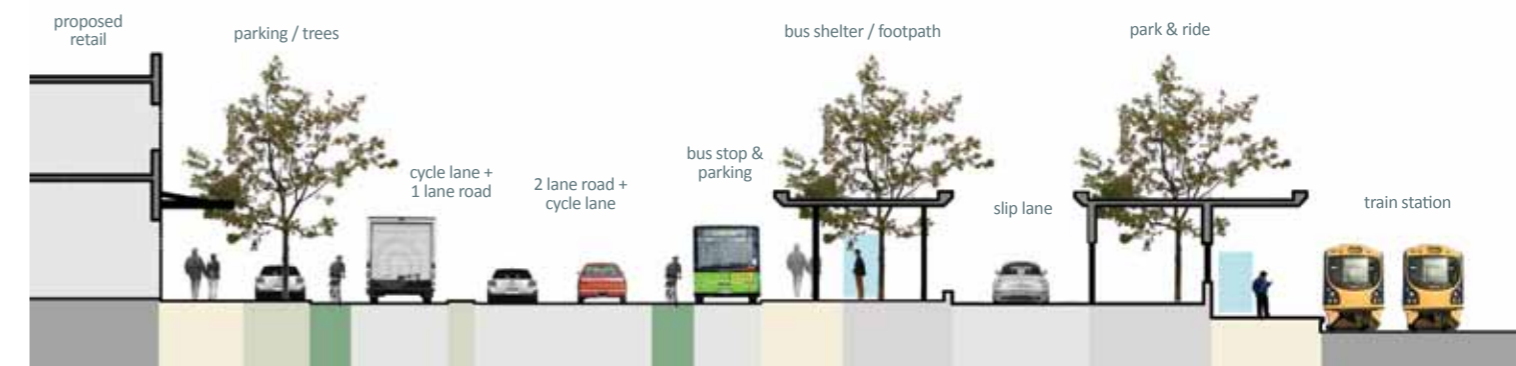 proposed
retail
parking / trees
cycle lane +
1 lane road
2 lane road +
cycle lane
bus stop &
parking
bus shelter / footpath
slip lane
park & ride
train station